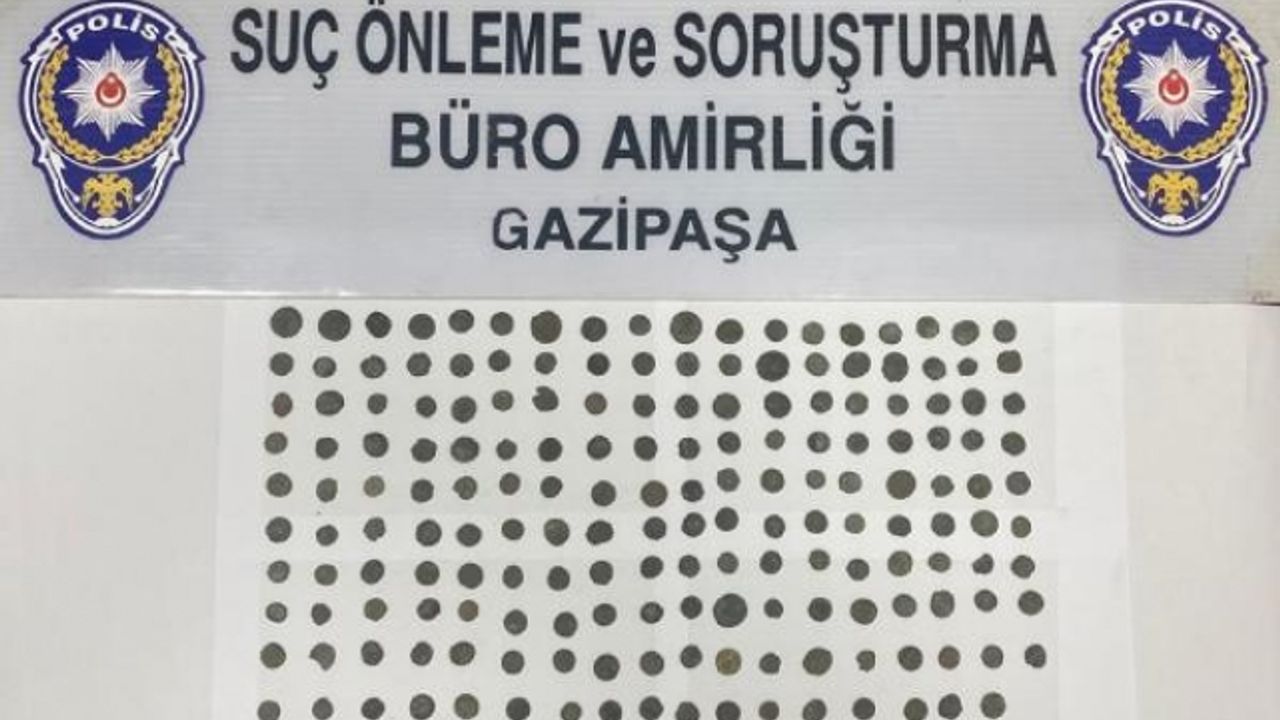 POLİS
SUÇ ÖNLEME ve SORUŞTURMA
POLİS
BÜRO AMİRLİĞİ
GAZİPAŞA